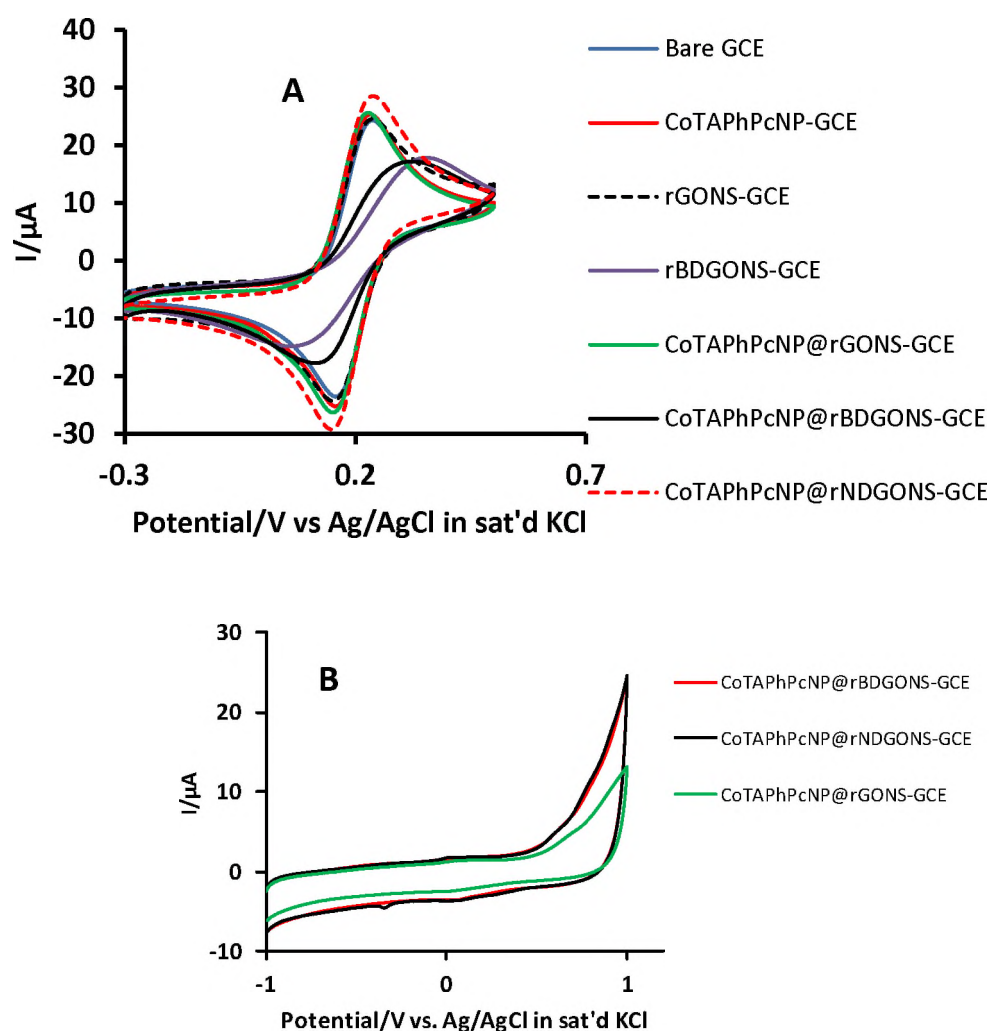 40
30
20
10
0
-10
-20
-30
I/µA
A
-0.3
0.2
0.7
Potential/V vs Ag/AgCl in sat'd KCl
Bare GCE
CoTAPhPcNP-GCE
rGONS-GCE
rBDGONS-GCE
CoTAPhPcNP@rGONS-GCE
CoTAPhPcNP@rBDGONS-GCE
CoTAPhPcNP@rNDGONS-GCE
30
20
10
0
-10
I/µA
B
-1
0
1
Potential/V vs. Ag/AgCl in sat'd KCl
CoTAPhPcNP@rBDGONS-GCE
CoTAPhPcNP@rNDGONS-GCE
CoTAPhPcNP@rGONS-GCE